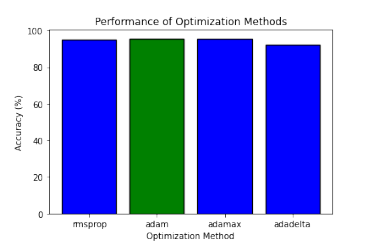 Performance of Optimization Methods
Accuracy (%)
100
80
60
40
20
0
rmsprop adam adamax adadelta
Optimization Method